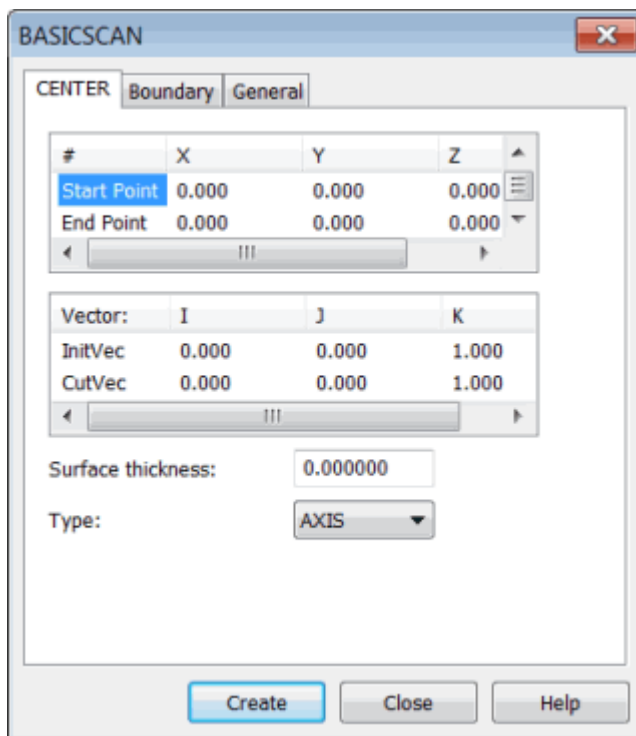 BASICSCAN
CENTER Boundary General
# X Y Z
Start Point 0.000 0.000 0.000
End Point 0.000 0.000 0.000
Vector: I J K
InitVec 0.000 0.000 1.000
CutVec 0.000 0.000 1.000
Surface thickness: 0.000000
Type: AXIS
Create Close Help